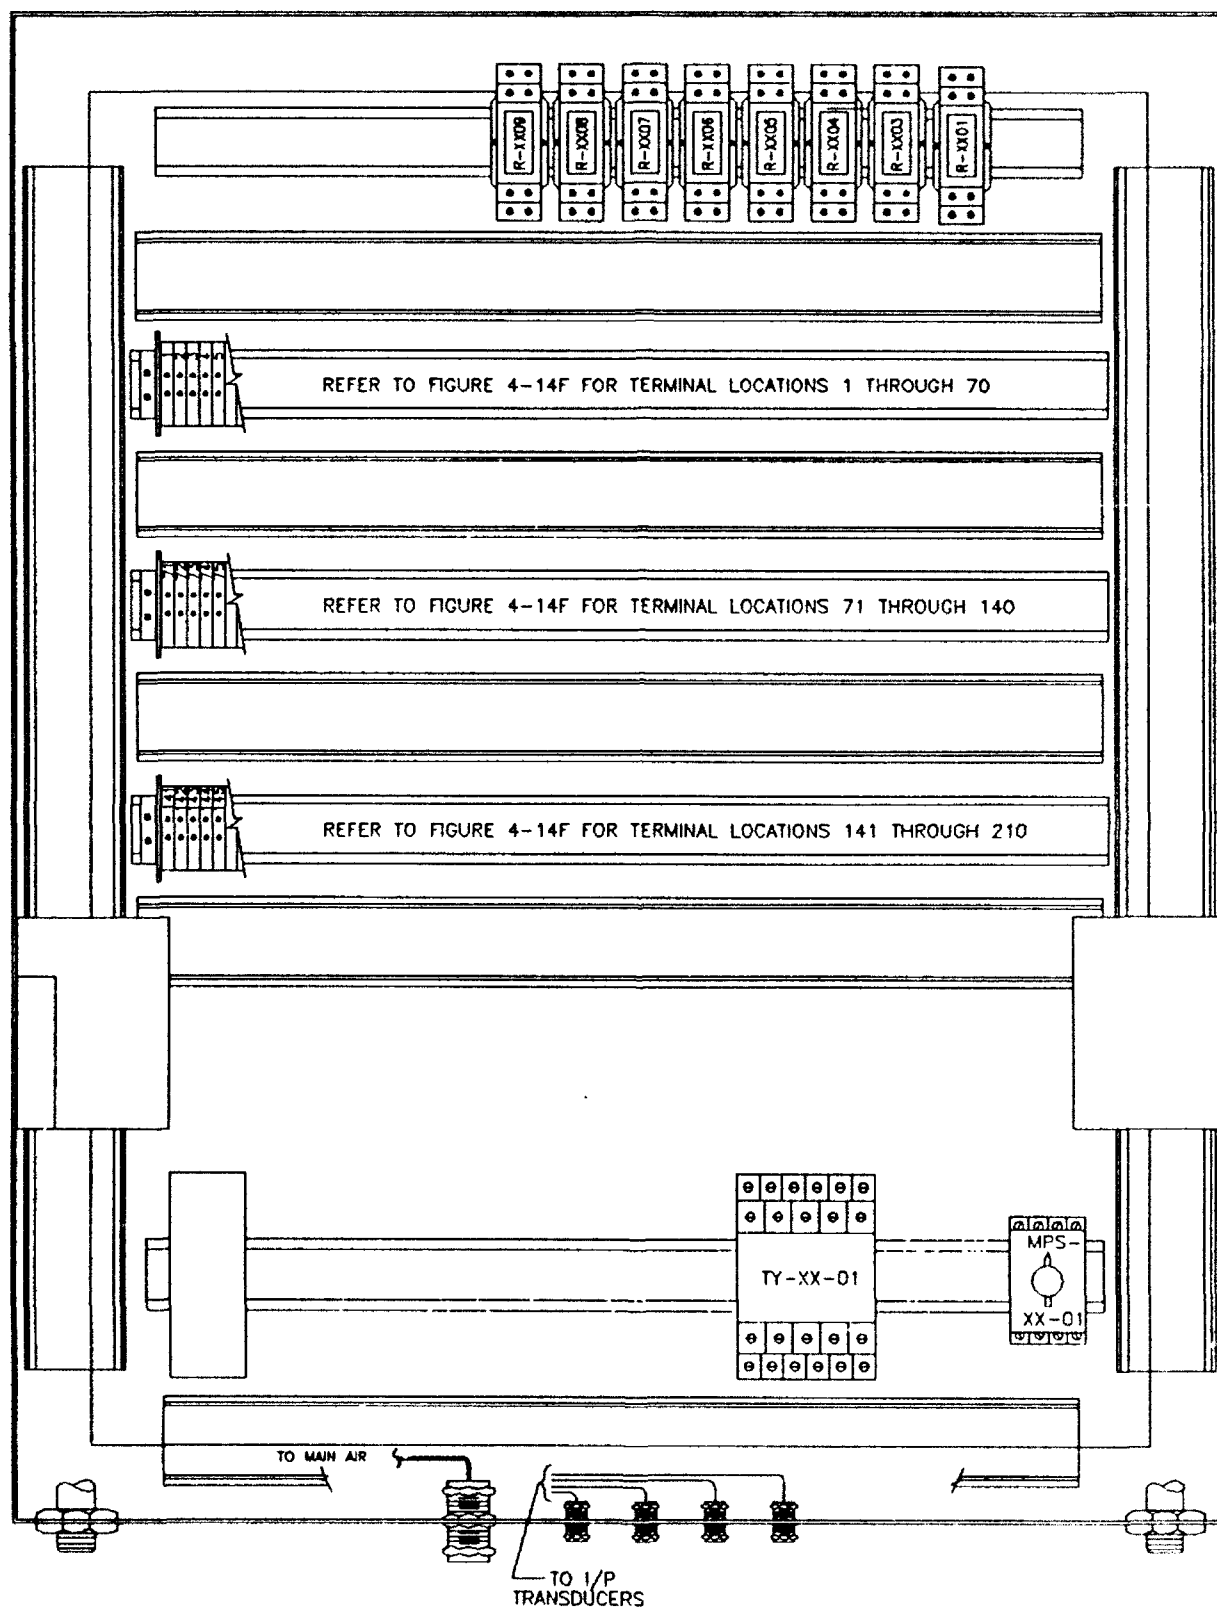 R-XX09
R-XX08
R-XX07
R-XX06
R-XX05
R-XX04
R-XX03
R-XX01
REFER TO FIGURE 4-14F FOR TERMINAL LOCATIONS 1 THROUGH 70
REFER TO FIGURE 4-14F FOR TERMINAL LOCATIONS 71 THROUGH 140
REFER TO FIGURE 4-14F FOR TERMINAL LOCATIONS 141 THROUGH 210
MPS-
TY-XX-01
XX-01
TO MAIN AIR
TO I/P
TRANSDUCERS